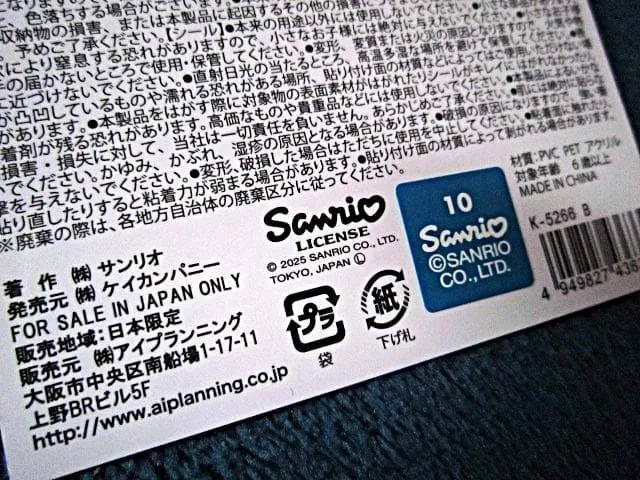 色落ちする場合がございます。
収納物の損害、または本製品に起因するその他の損害
予めご了承ください。【シール】●本来の用途以外には使用し
により窒息する恐れがありますので、小さなお子様には絶対に与えないでください。
の届かないところで使用・保管してください。●変形、変質または火災の原因となりますので
近づけないでください。●直射日光の当たるところ、高温多湿な場所を避けて保
凸凹しているものや濡れる恐れがある場所、貼り付け面の材質などによっては
があります。●本製品をはがす際に対象物の表面素材がはがれたりシールがキレイにはがれ
着剤が残る恐れがあります。高価なものや貴重品などには使用しないでください。
損害・損失に対して、当社は一切責任を負いません。あらかじめご了承ください。
でください。かゆみ、かぶれ、湿疹の原因となる場合があります。
撃を与えないでください。●変形、破損した場合はただちに使用を中止してください。
貼り直したりすると粘着力が弱まる場合があります。●貼り付け面の材質によって剥がれる場合があります。
※廃棄の際は、各地方自治体の廃棄区分に従ってください。
材質:PVC PET アクリル
対象年齢 6歳以上
MADE IN CHINA
K-5266 B
4 949827 436
Sanrio
LICENSE
© 2025 SANRIO CO., LTD.
TOKYO, JAPAN Ⓛ
10
Sanrio
©SANRIO
CO., LTD.
プラ
袋
紙
下げ札
著 作 ㈱ サンリオ
発売元 ㈱ ケイカンパニー
FOR SALE IN JAPAN ONLY
販売地域:日本限定
販売元 ㈱アイプランニング
大阪市中央区南船場1-17-11
上野BRビル5F
http://www.aiplanning.co.jp